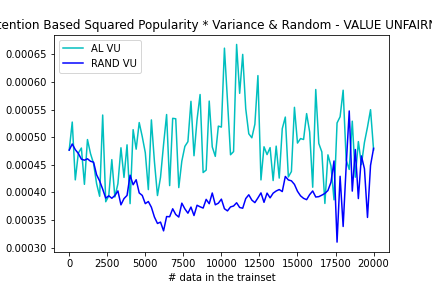 tention Based Squared Popularity * Variance & Random - VALUE UNFAIRN
AL VU
RAND VU
0.00065
0.00060
0.00055
0.00050
0.00045
0.00040
0.00035
0.00030
0 2500 5000 7500 10000 12500 15000 17500 20000
# data in the trainset